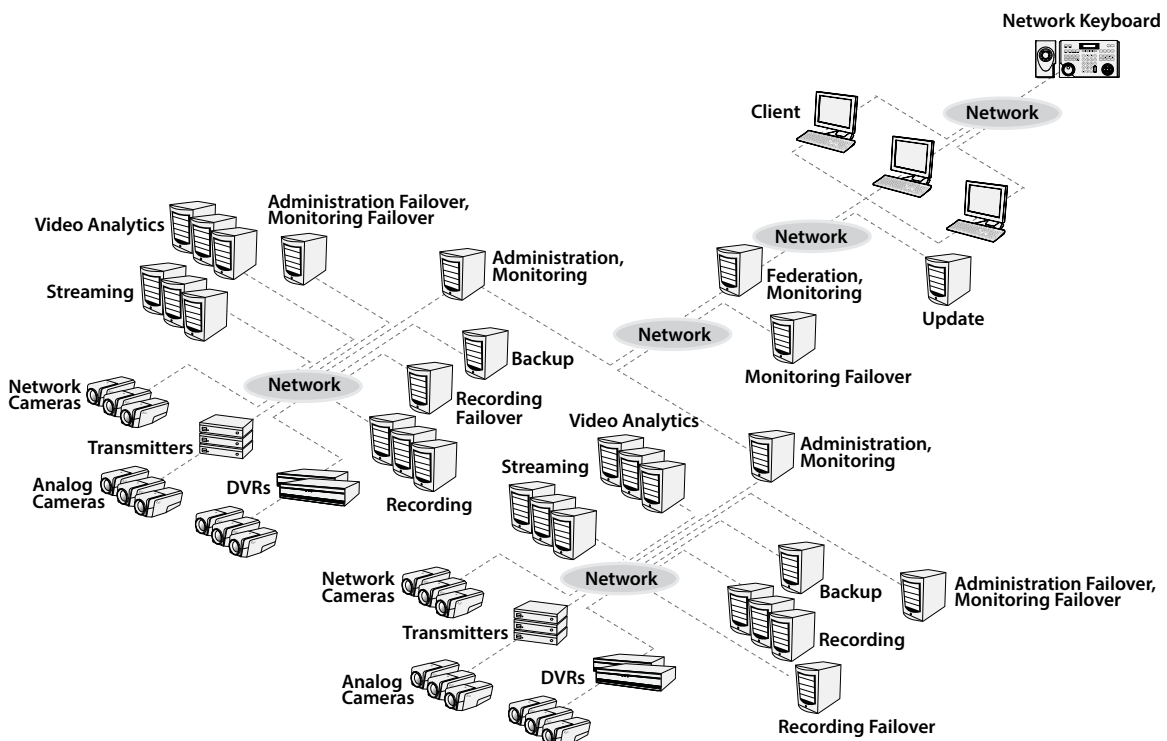 Network Keyboard
Client
Network
Video Analytics
Administration Failover,
Monitoring Failover
Network
Administration,
Monitoring
Federation,
Monitoring
Streaming
Update
Network
Backup
Monitoring Failover
Network
Cameras
Network
Recording
Failover
Video Analytics
Transmitters
Administration,
Monitoring
Streaming
Analog
Cameras
DVRs
Recording
Network
Network
Cameras
Backup
Administration Failover,
Monitoring Failover
Transmitters
Recording
Analog
Cameras
DVRs
Recording Failover